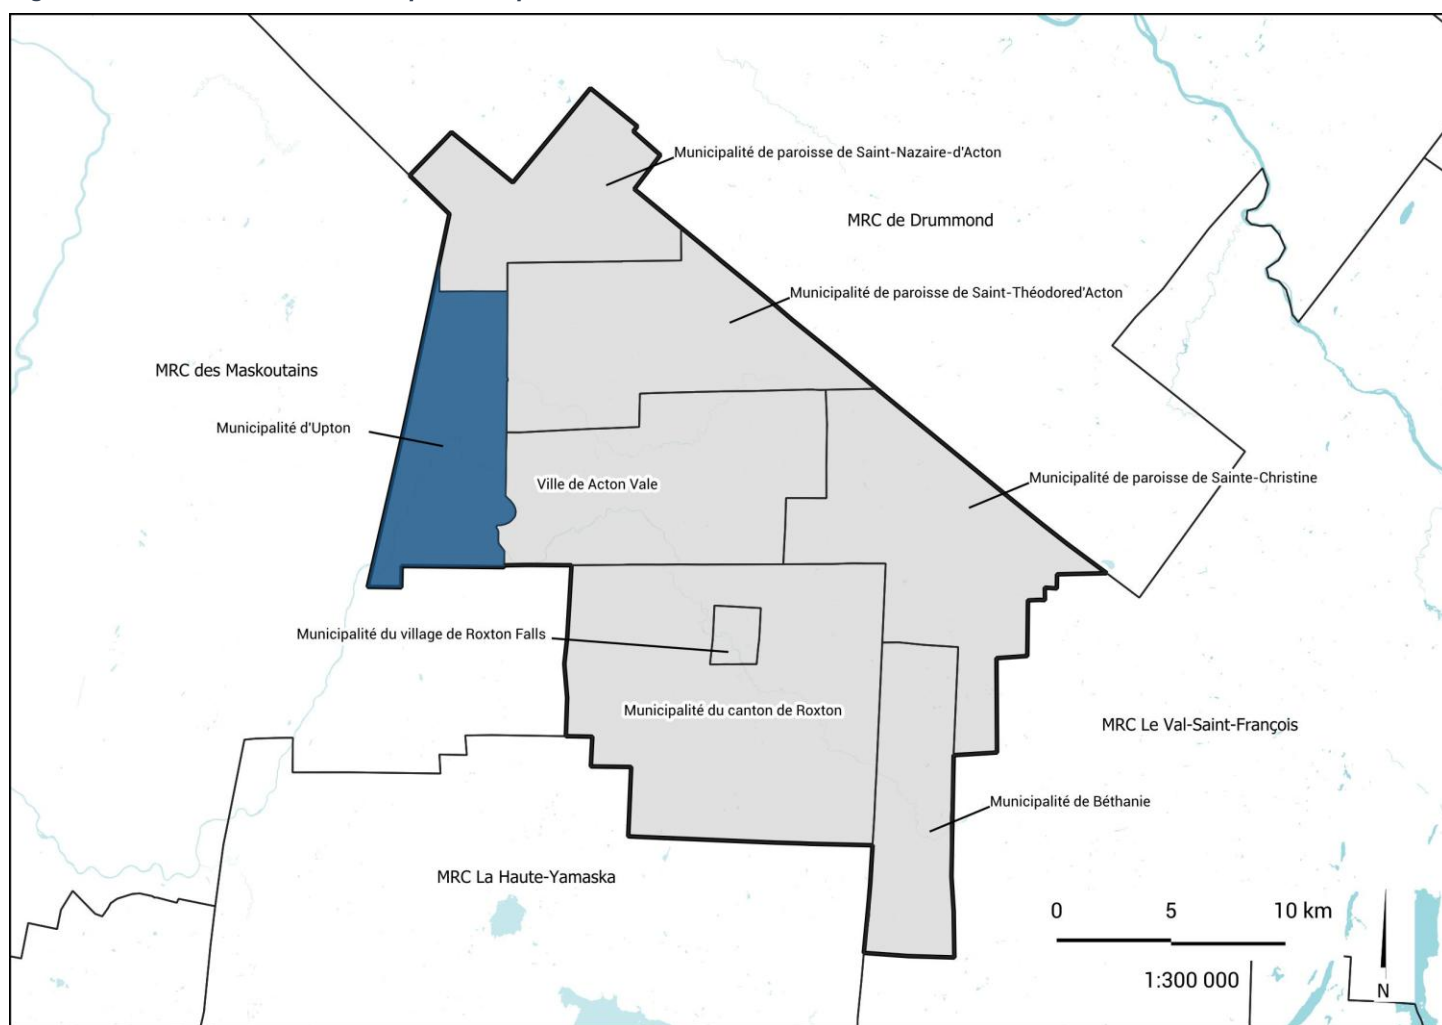 Municipalité de paroisse de Saint-Nazaire-d'Acton
MRC de Drummond
Municipalité de paroisse de Saint-Théodored'Acton
MRC des Maskoutains
Municipalité d'Upton
Ville de Acton Vale
Municipalité de paroisse de Sainte-Christine
Municipalité du village de Roxton Falls
Municipalité du canton de Roxton
MRC Le Val-Saint-François
Municipalité de Béthanie
MRC La Haute-Yamaska
0 5 10 km
1:300 000
N